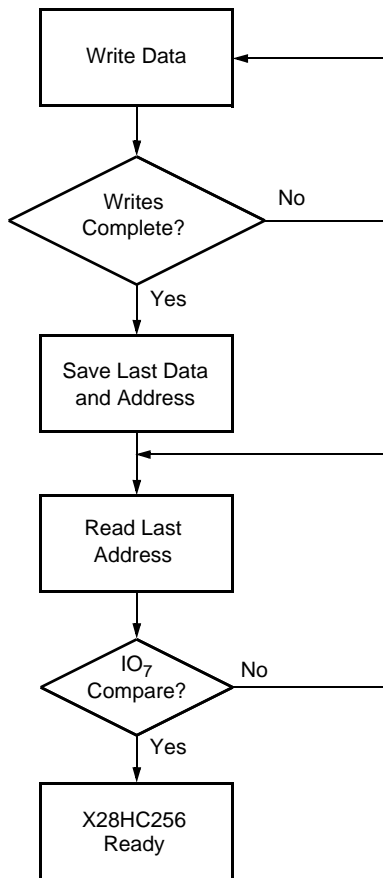 Write Data
Writes
Complete?
No
Yes
Save Last Data
and Address
Read Last
Address
IO7
Compare?
No
Yes
X28HC256
Ready